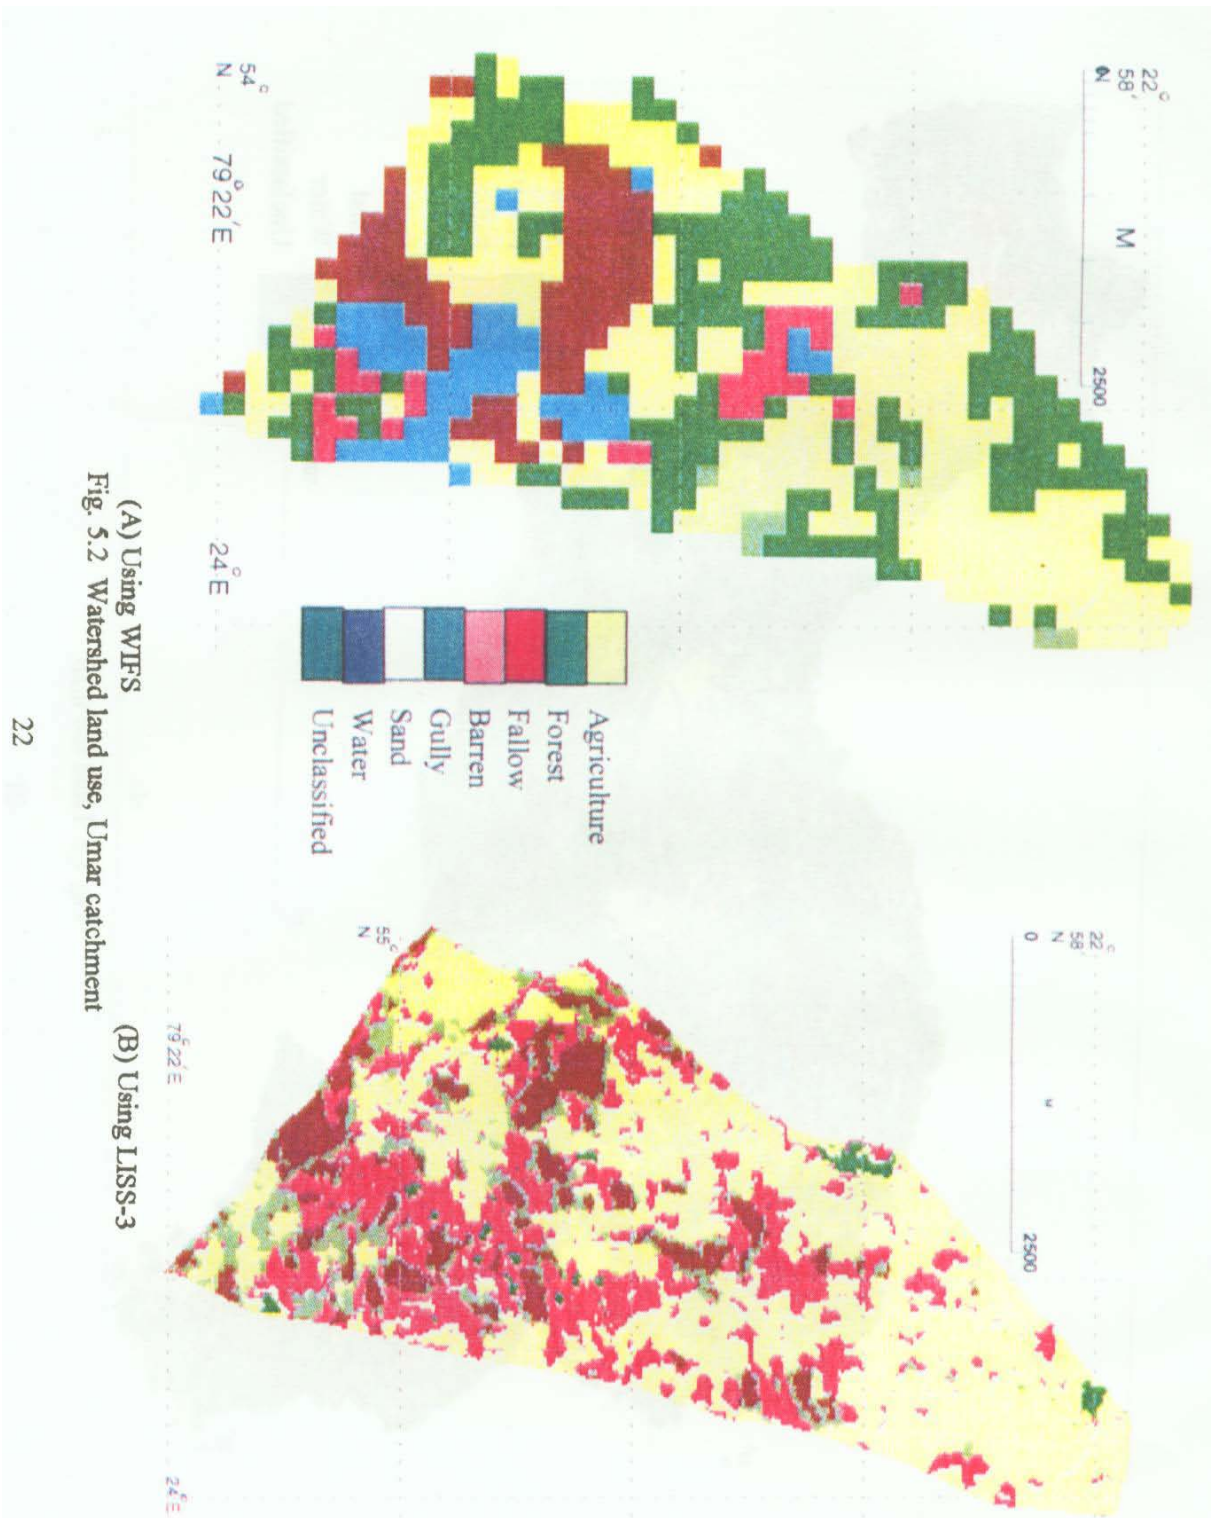 22°
58'
N
M
2500
54°
N
79°22'E
24°E
Agriculture
Forest
Fallow
Barren
Gully
Sand
Water
Unclassified
22°
58'
N
0
M
2500
55°
N
79°22'E
24°E
(A) Using WIFS
(B) Using LISS-3
Fig. 5.2 Watershed land use, Umar catchment
22